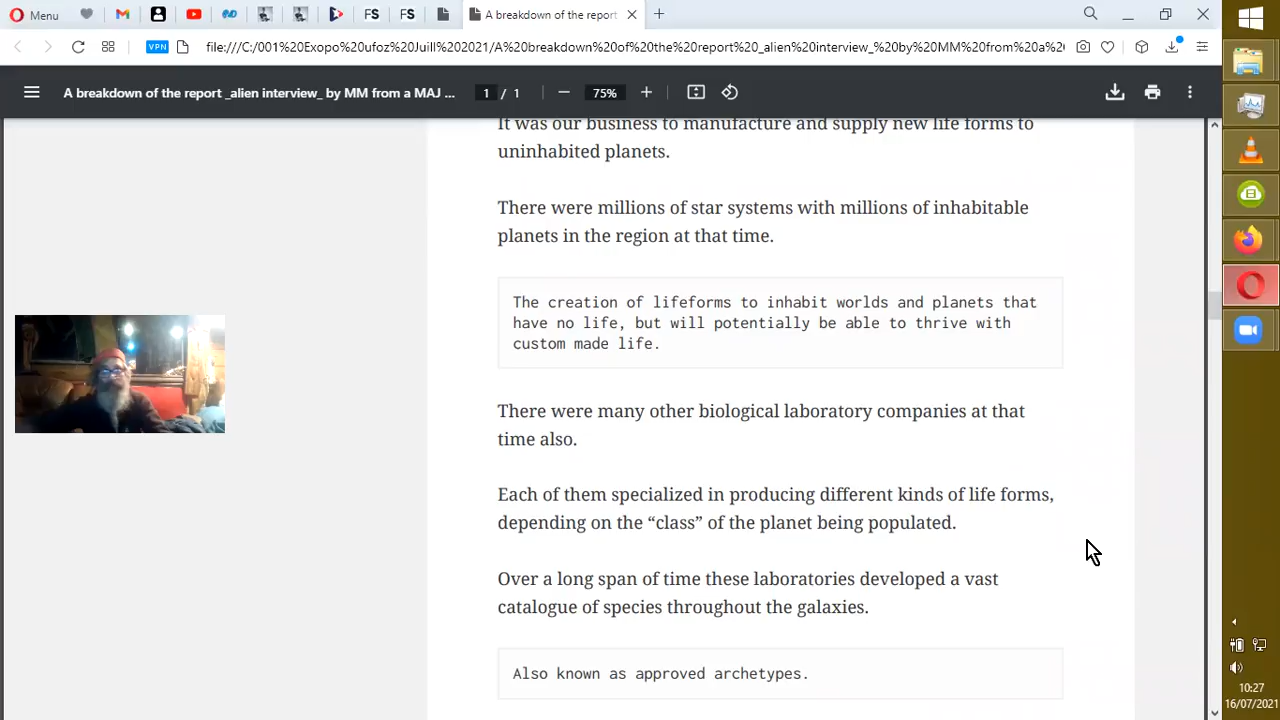 Menu
FS
FS
A breakdown of the report
VPN
file:///C:/001%20Exopo%20ufoz%20Juill%202021/A%20breakdown%20of%20the%20report%20_alien%20interview_%20by%20MM%20from%20a%20
A breakdown of the report _alien interview_ by MM from a MAJ ...
1 / 1
75%
It was our business to manufacture and supply new life forms to
uninhabited planets.
There were millions of star systems with millions of inhabitable
planets in the region at that time.
The creation of lifeforms to inhabit worlds and planets that
have no life, but will potentially be able to thrive with
custom made life.
There were many other biological laboratory companies at that
time also.
Each of them specialized in producing different kinds of life forms,
depending on the “class” of the planet being populated.
Over a long span of time these laboratories developed a vast
catalogue of species throughout the galaxies.
Also known as approved archetypes.
10:27
16/07/2021